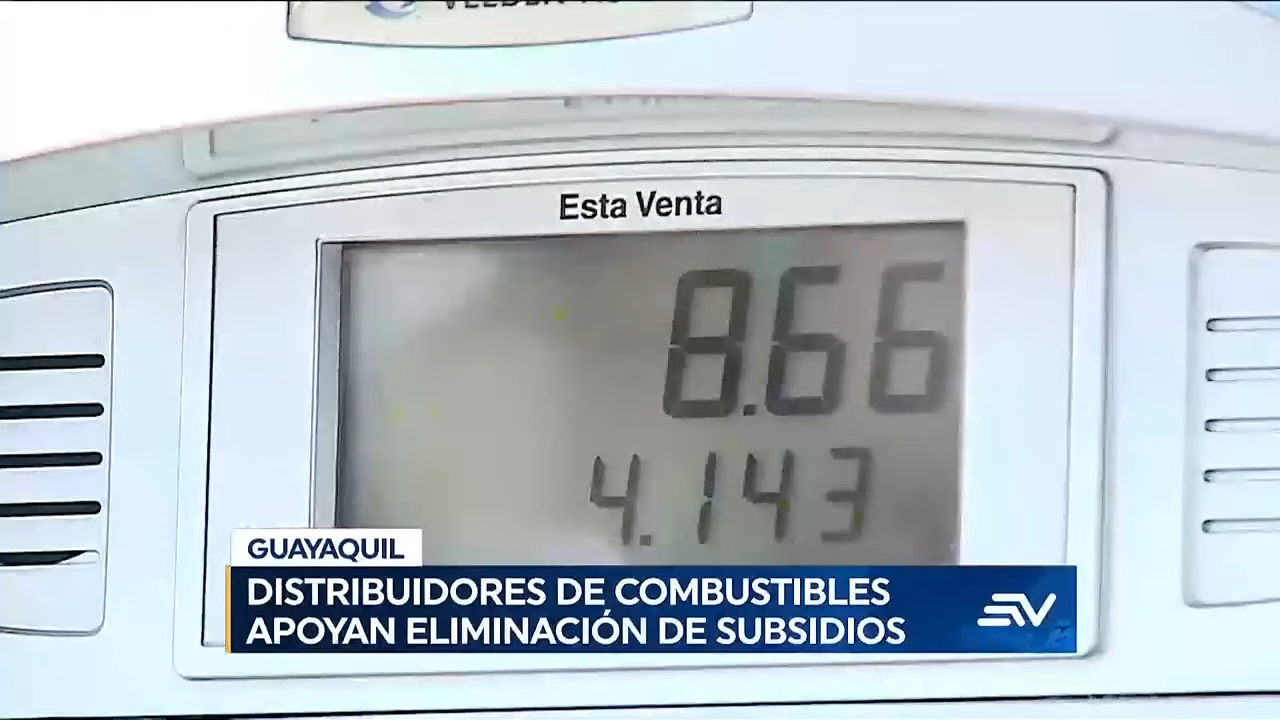 Esta Venta
8.66
4.143
GUAYAQUIL
DISTRIBUIDORES DE COMBUSTIBLES
APOYAN ELIMINACIÓN DE SUBSIDIOS